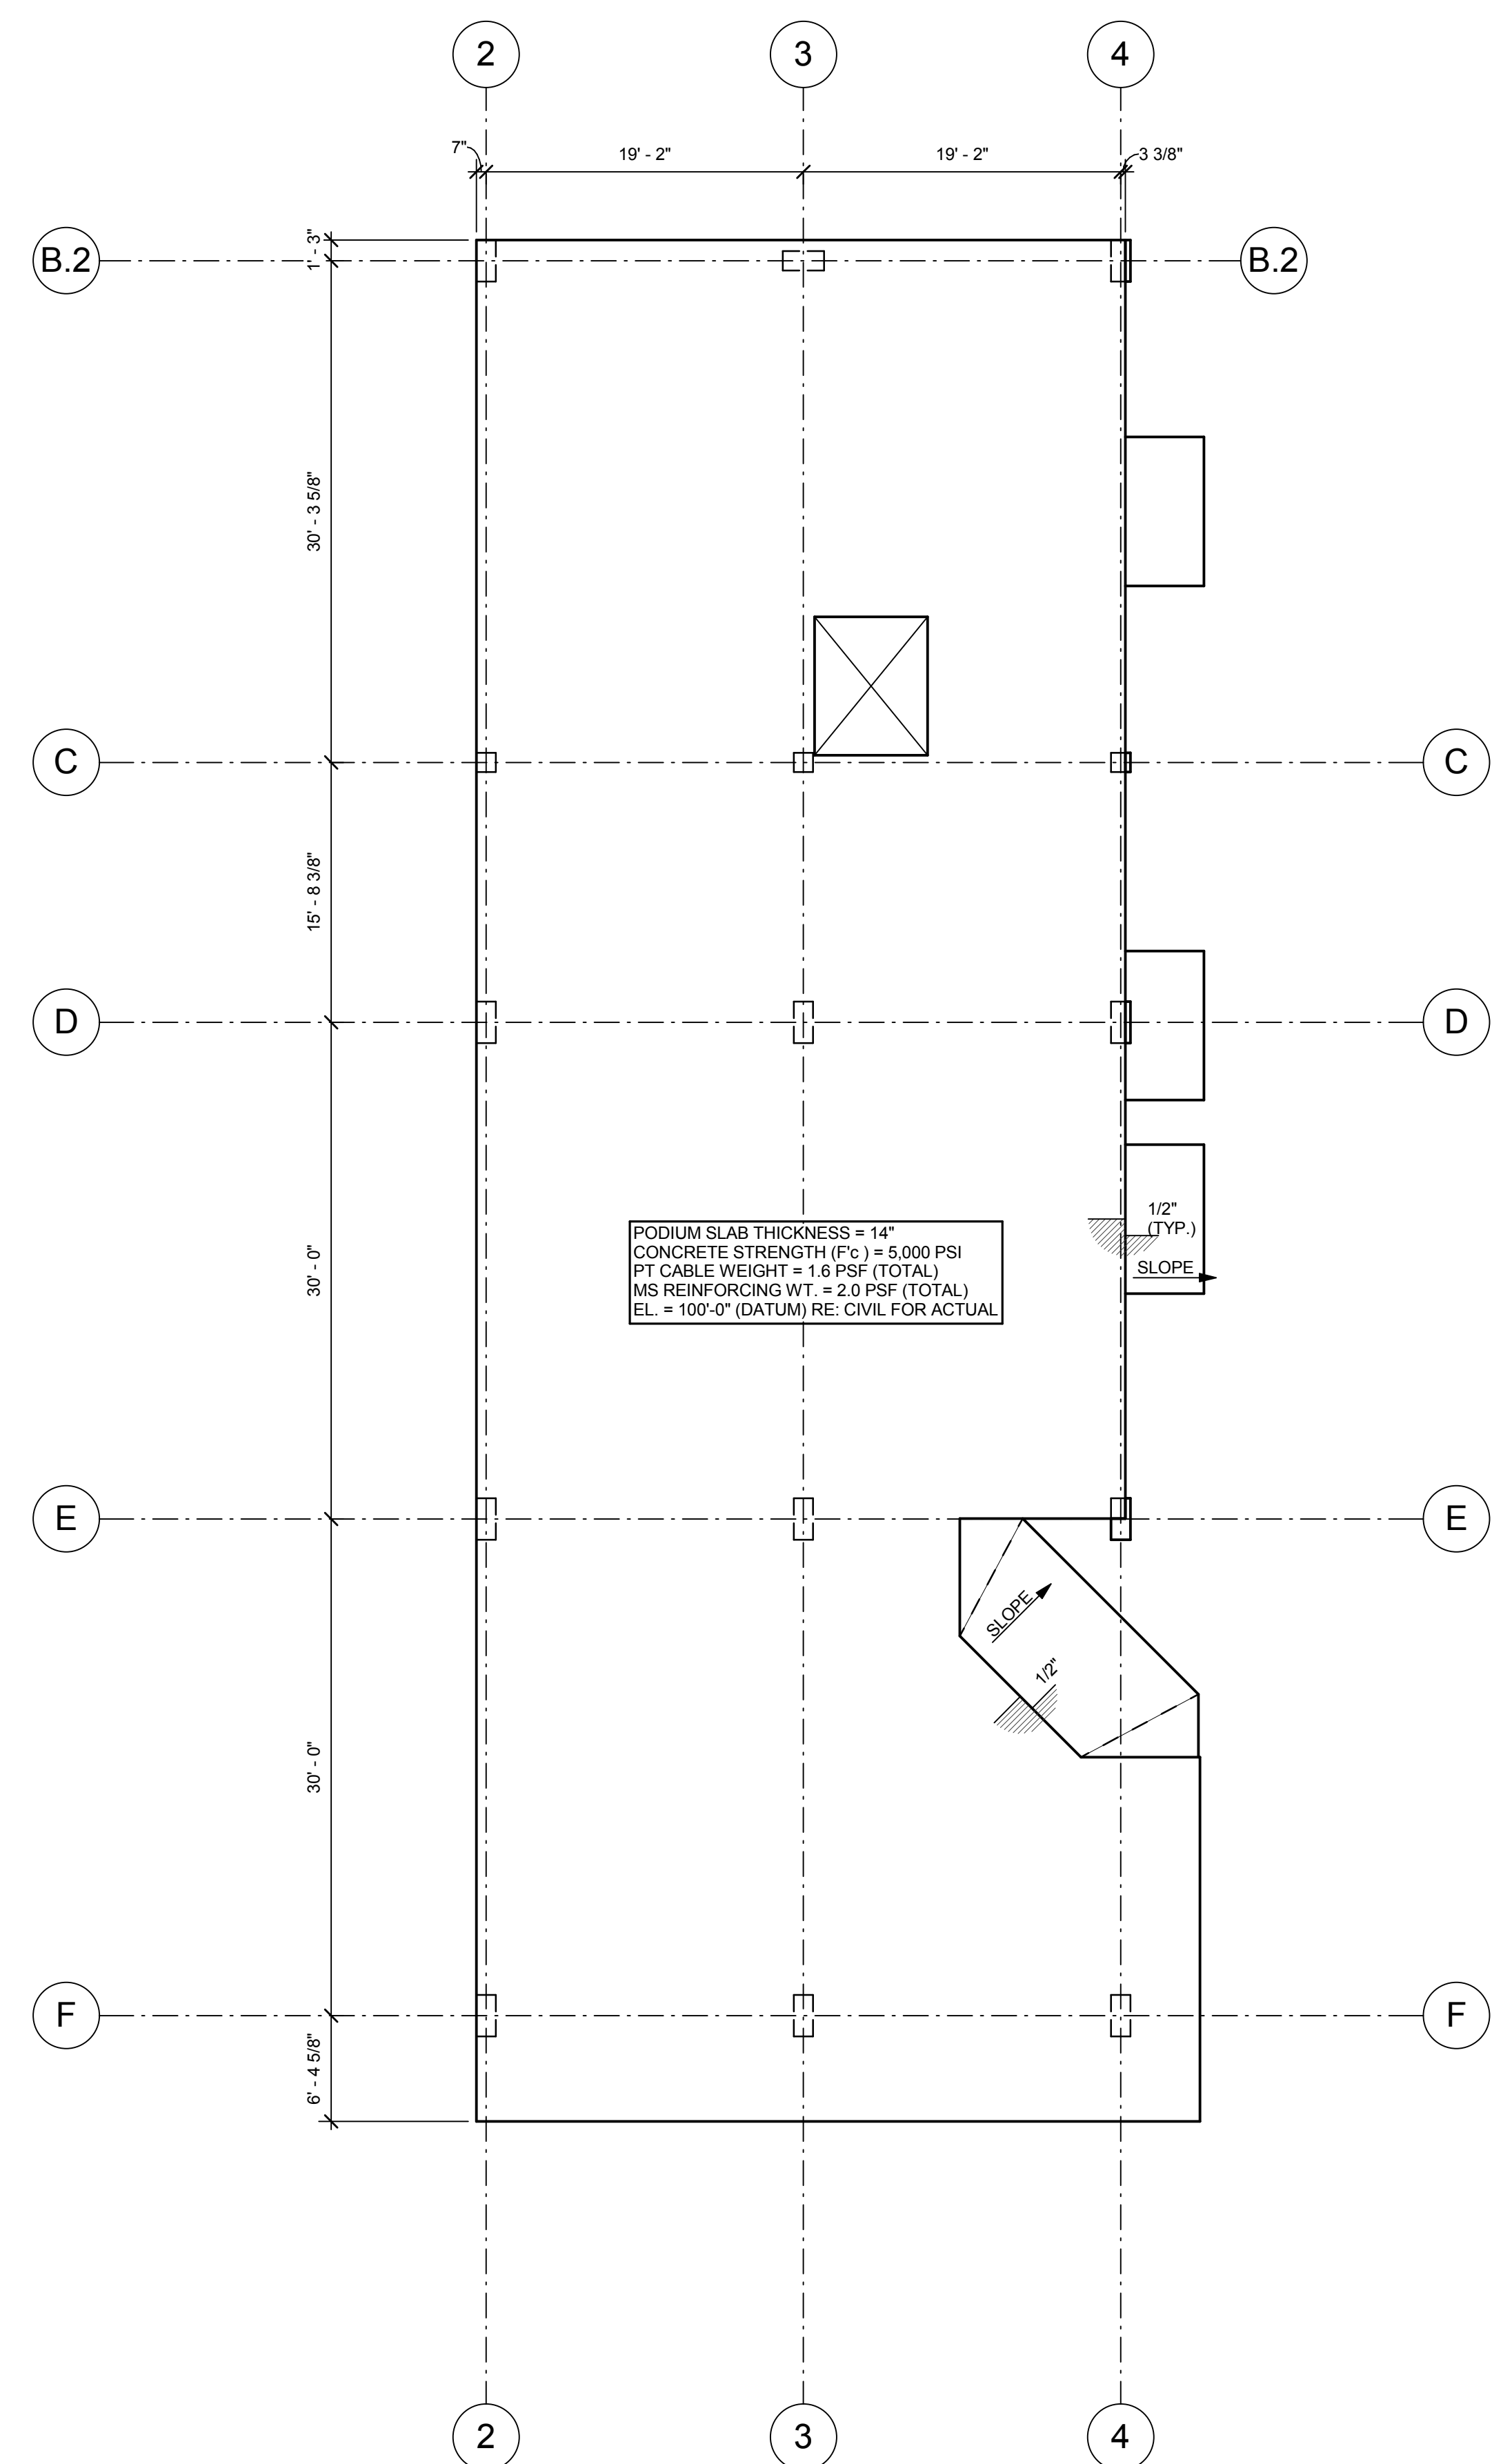 2
3
4
7"
19' - 2"
19' - 2"
3 3/8"
1' - 3"
B.2
B.2
30' - 3 5/8"
C
C
15' - 8 3/8"
D
D
1/2"
(TYP.)
SLOPE
PODIUM SLAB THICKNESS = 14"
CONCRETE STRENGTH (F'c ) = 5,000 PSI
PT CABLE WEIGHT = 1.6 PSF (TOTAL)
MS REINFORCING WT. = 2.0 PSF (TOTAL)
EL. = 100'-0" (DATUM) RE: CIVIL FOR ACTUAL
30' - 0"
E
E
SLOPE
1/2"
30' - 0"
F
F
6' - 4 5/8"
2
3
4